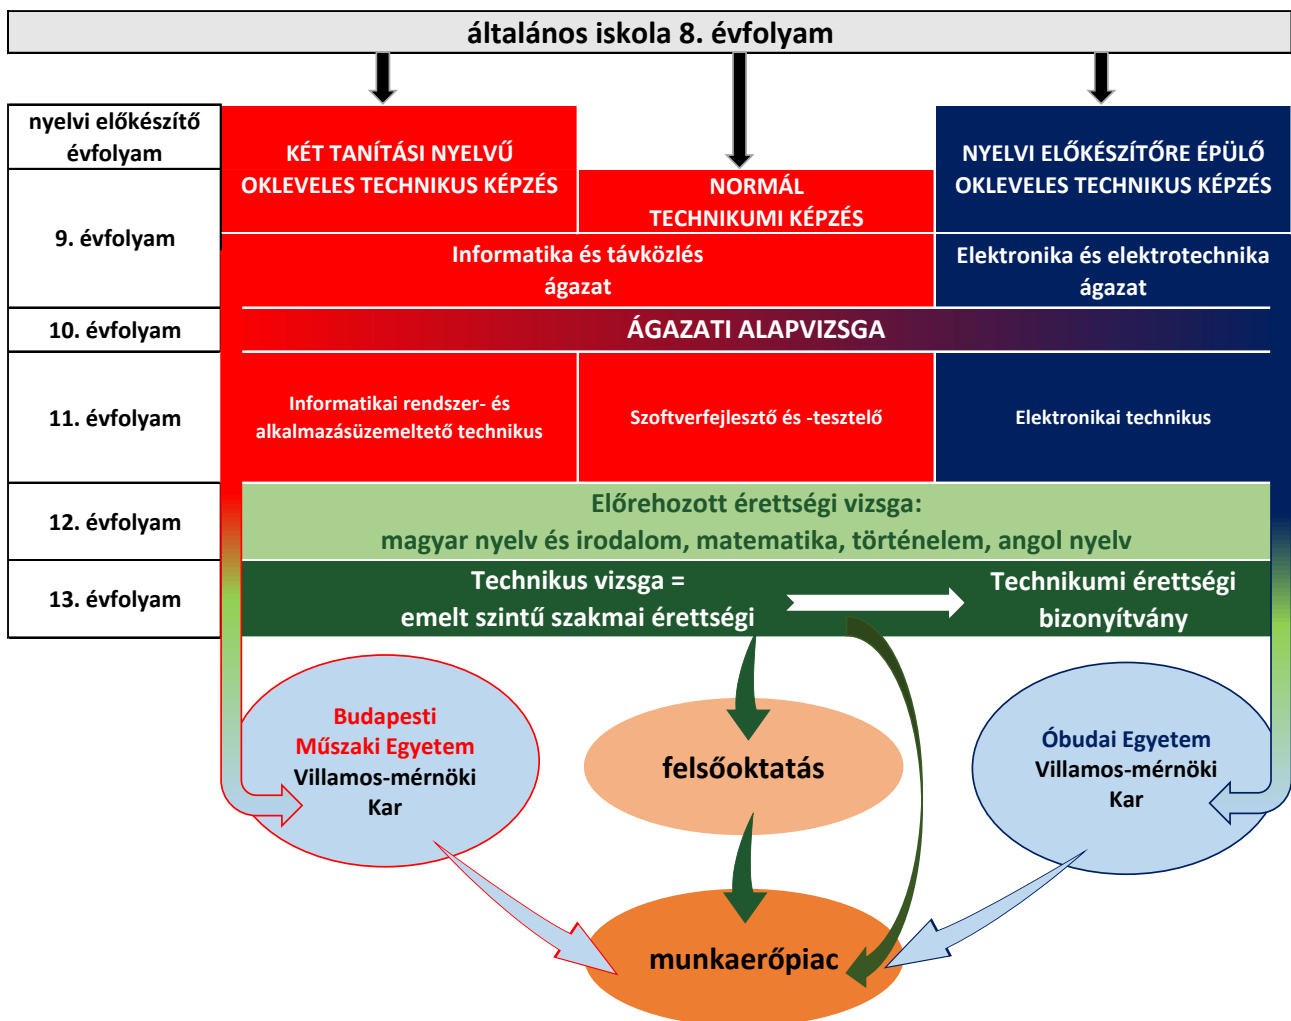 általános iskola 8. évfolyam
nyelvi előkészítő
évfolyam
KÉT TANÍTÁSI NYELVŰ
OKLEVELES TECHNIKUS KÉPZÉS
NORMÁL
TECHNIKUMI KÉPZÉS
NYELVI ELŐKÉSZÍTŐRE ÉPÜLŐ
OKLEVELES TECHNIKUS KÉPZÉS
9. évfolyam
Informatika és távközlés
ágazat
Elektronika és elektrotechnika
ágazat
10. évfolyam
ÁGAZATI ALAPVIZSGA
11. évfolyam
Informatikai rendszer- és
alkalmazásüzemeltető technikus
Szoftverfejlesztő és -tesztelő
Elektronikai technikus
12. évfolyam
Előrehozott érettségi vizsga:
magyar nyelv és irodalom, matematika, történelem, angol nyelv
13. évfolyam
Technikus vizsga =
emelt szintű szakmai érettségi
Technikumi érettségi
bizonyítvány
Budapesti
Műszaki Egyetem
Villamos-mérnöki
Kar
felsőoktatás
Óbudai Egyetem
Villamos-mérnöki
Kar
munkaerőpiac